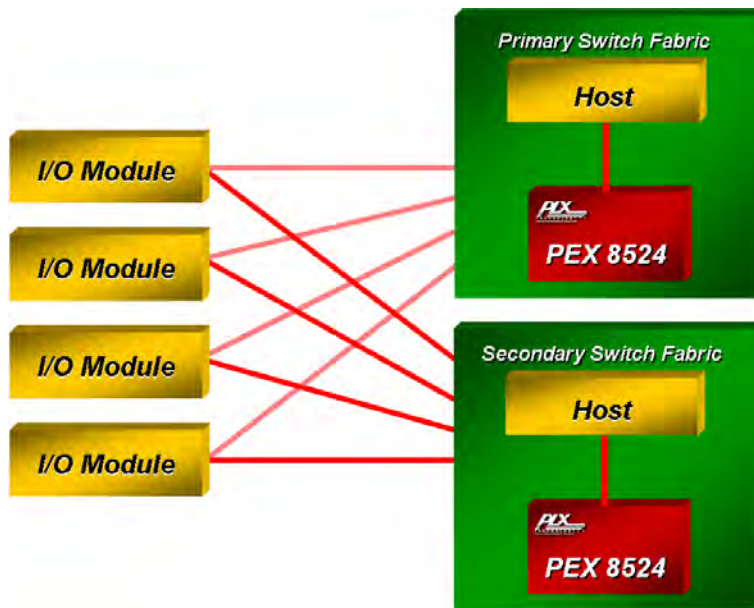 Primary Switch Fabric
Host
PLX
PEX 8524
I/O Module
I/O Module
I/O Module
I/O Module
Secondary Switch Fabric
Host
PLX
PEX 8524